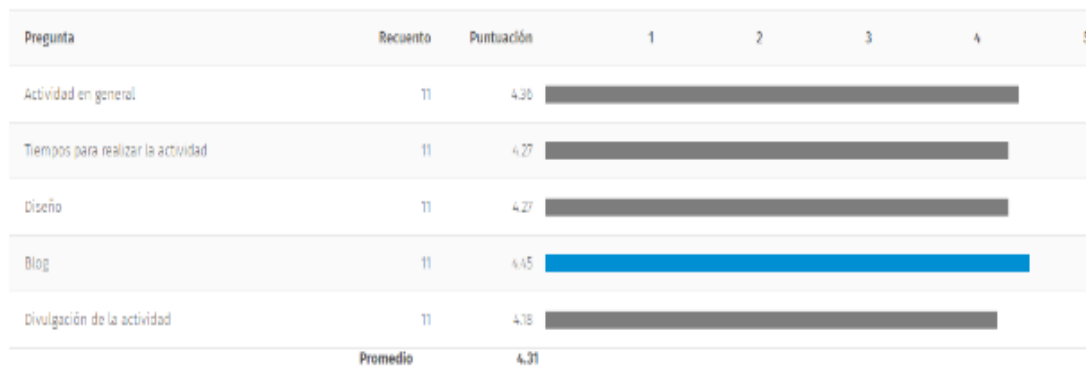 Pregunta Recuento Puntuación 1 2 3 4 5
Actividad en general 11 4.36
Tiempos para realizar la actividad 11 4.27
Diseño 11 4.27
Blog 11 4.45
Divulgación de la actividad 11 4.18
Promedio 4.31